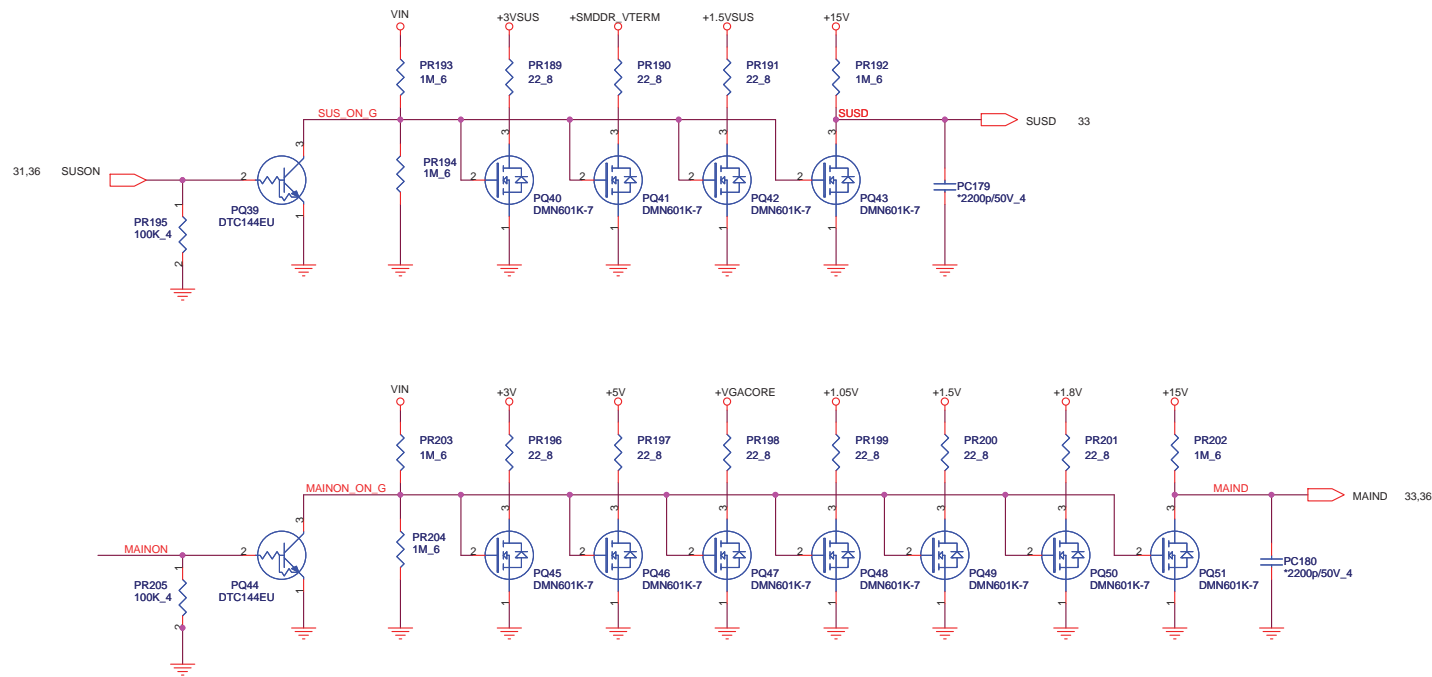 VIN
+3VSUS
+SMDDR_VTERM
+1.5VSUS
+15V
PR193
1M_6
PR189
22_8
PR190
22_8
PR191
22_8
PR192
1M_6
SUS_ON_G
SUSD
SUSD 33
3
3
3
3
3
31,36 SUSON
2
2
2
2
2
PR194
1M_6
PQ39
DTC144EU
PQ40
DMN601K-7
PQ41
DMN601K-7
PQ42
DMN601K-7
PQ43
DMN601K-7
PC179
*2200p/50V_4
1
PR195
100K_4
2
1
1
1
1
1
VIN
+3V
+5V
+VGACORE
+1.05V
+1.5V
+1.8V
+15V
PR203
1M_6
PR196
22_8
PR197
22_8
PR198
22_8
PR199
22_8
PR200
22_8
PR201
22_8
PR202
1M_6
MAINON_ON_G
MAIND
MAIND 33,36
3
3
3
3
3
3
3
3
MAINON
2
2
2
2
2
2
2
2
PR204
1M_6
PQ44
DTC144EU
PQ45
DMN601K-7
PQ46
DMN601K-7
PQ47
DMN601K-7
PQ48
DMN601K-7
PQ49
DMN601K-7
PQ50
DMN601K-7
PQ51
DMN601K-7
PC180
*2200p/50V_4
1
PR205
100K_4
2
1
1
1
1
1
1
1
1